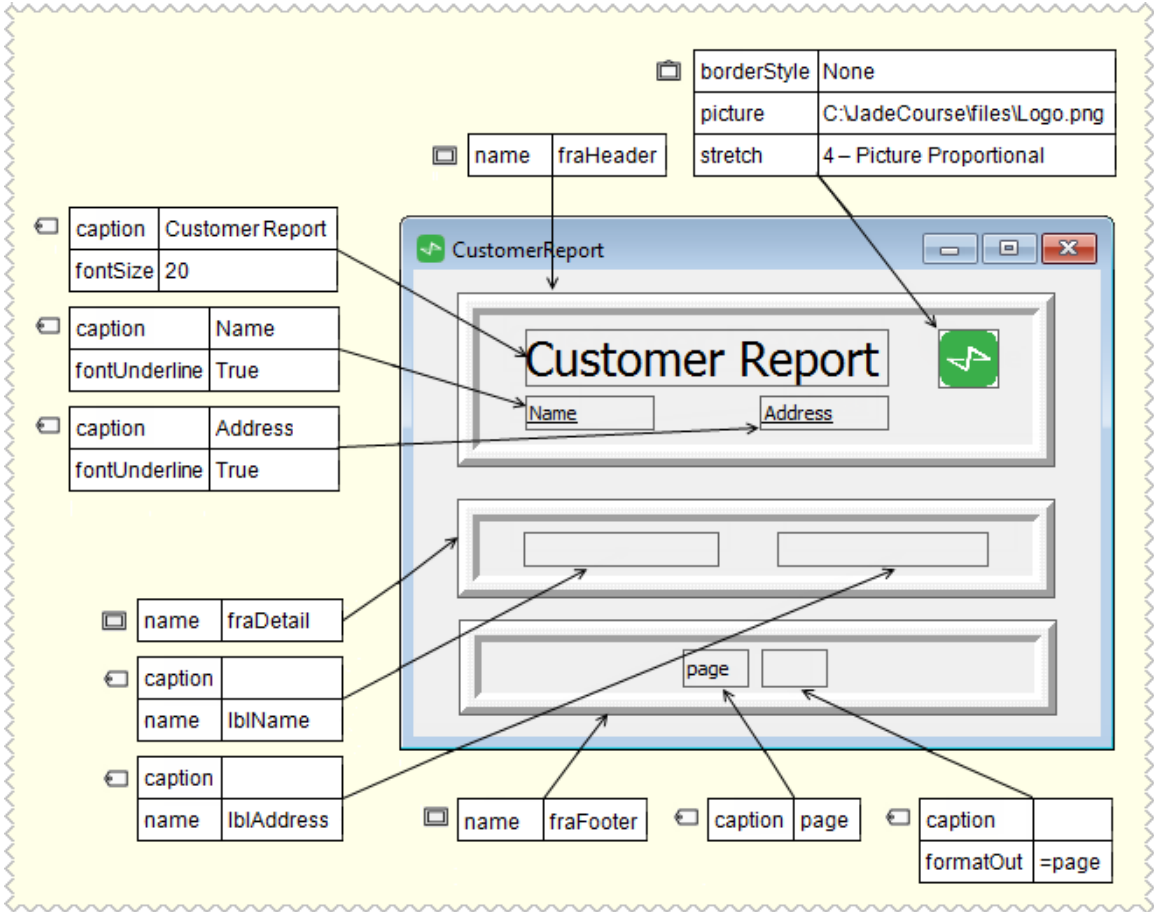 borderStyle None
picture C:\JadeCourse\files\Logo.png
stretch 4 – Picture Proportional
name fraHeader
caption Customer Report
fontSize 20
caption Name
fontUnderline True
caption Address
fontUnderline True
CustomerReport
Customer Report
Name Address
page
name fraDetail
caption
name lblName
caption
name lblAddress
name fraFooter
caption page
caption
formatOut =page